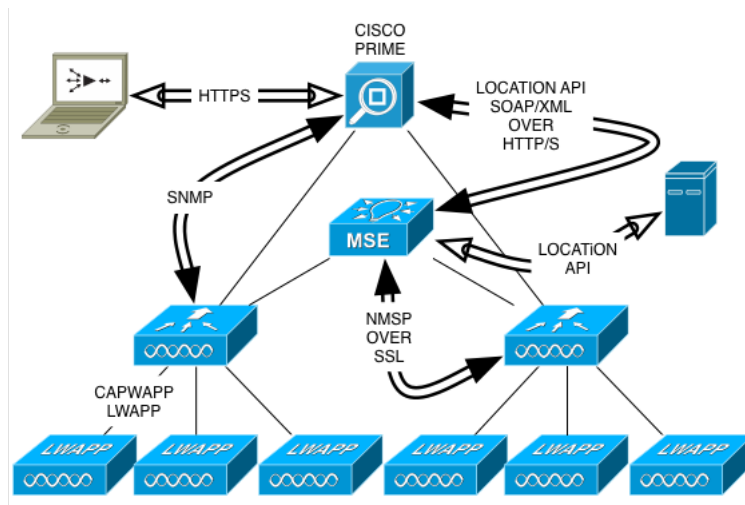 CISCO
PRIME
HTTPS
LOCATION API
SOAP/XML
OVER
HTTP/S
SNMP
MSE
LOCATiON
API
NMSP
OVER
SSL
CAPWAPP
LWAPP
LWAPP
LWAPP
LWAPP
LWAPP
LWAPP
LWAPP